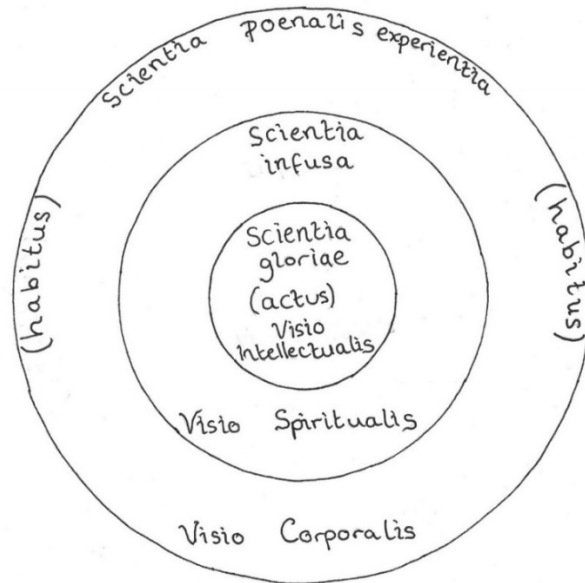 Scientia poenalis experientia
(habitus)
(habitus)
Scientia
infusa
Scientia
gloriae
(actus)
Visio
intellectualis
Visio Spiritualis
Visio Corporalis